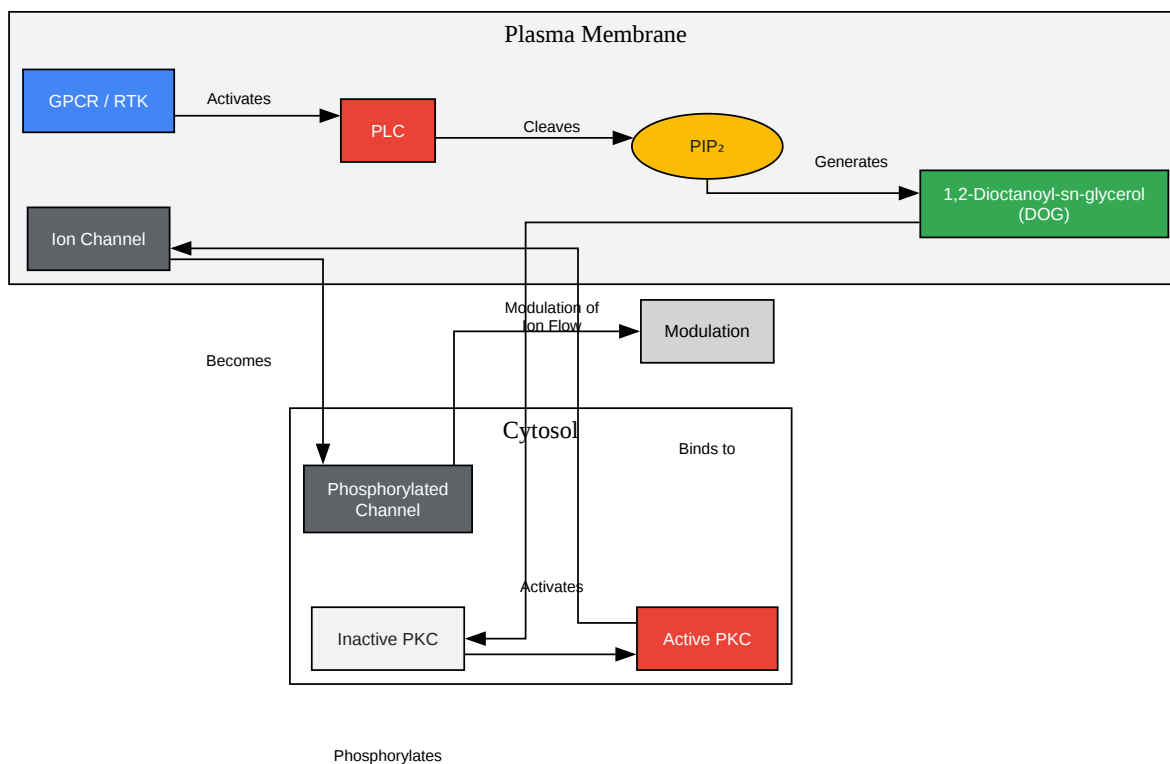 Plasma Membrane
GPCR / RTK
Activates
PLC
Cleaves
PIP₂
Generates
1,2-Dioctanoyl-sn-glycerol
(DOG)
Ion Channel
Modulation of
Ion Flow
Modulation
Becomes
Cytosol
Binds to
Phosphorylated
Channel
Activates
Inactive PKC
Active PKC
Phosphorylates